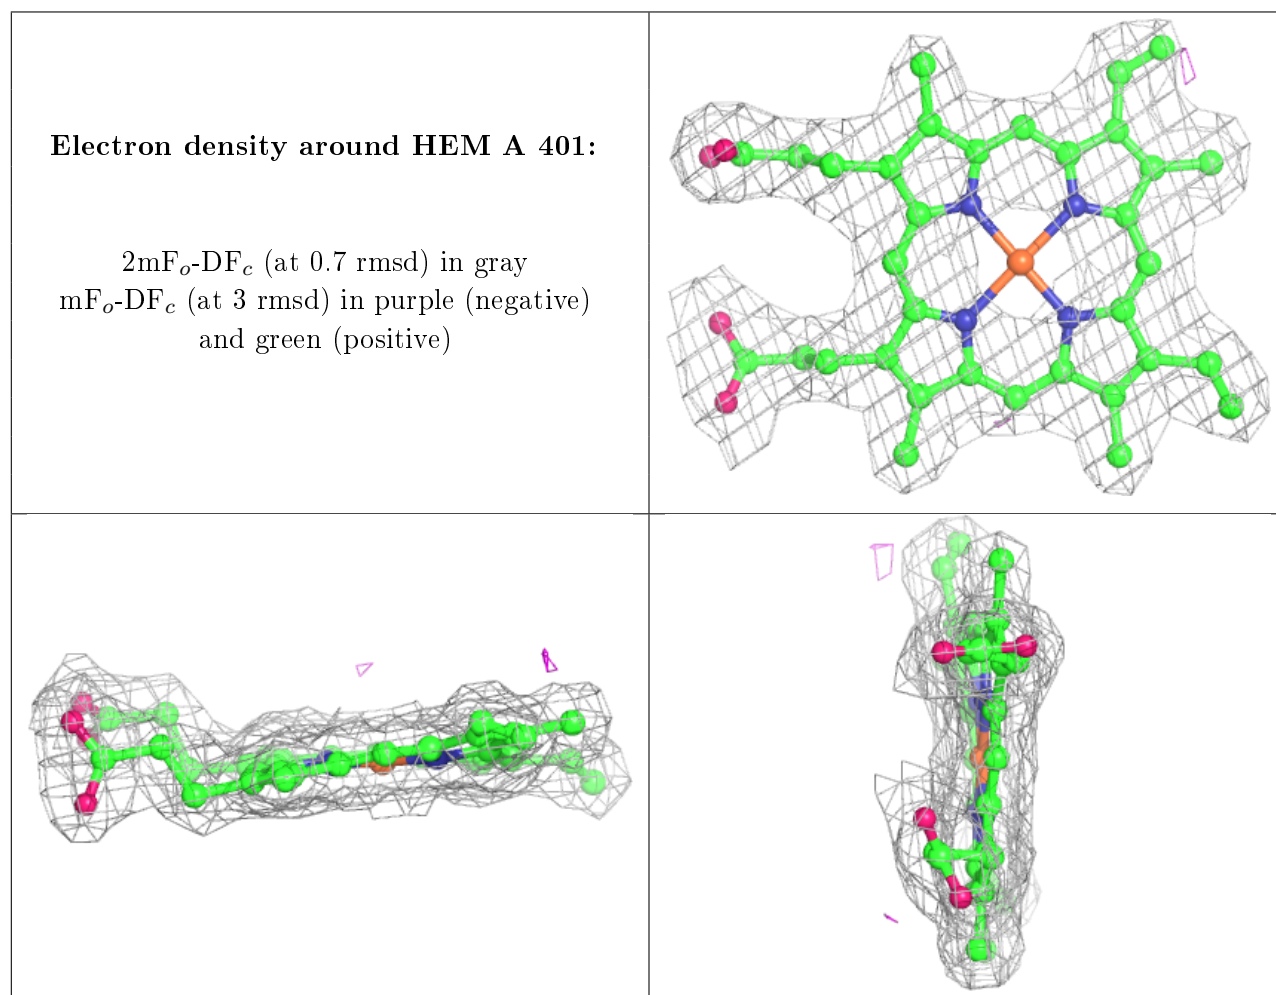 Electron density around HEM A 401:
2mFₒ-DF𝒸 (at 0.7 rmsd) in gray
mFₒ-DF𝒸 (at 3 rmsd) in purple (negative)
and green (positive)